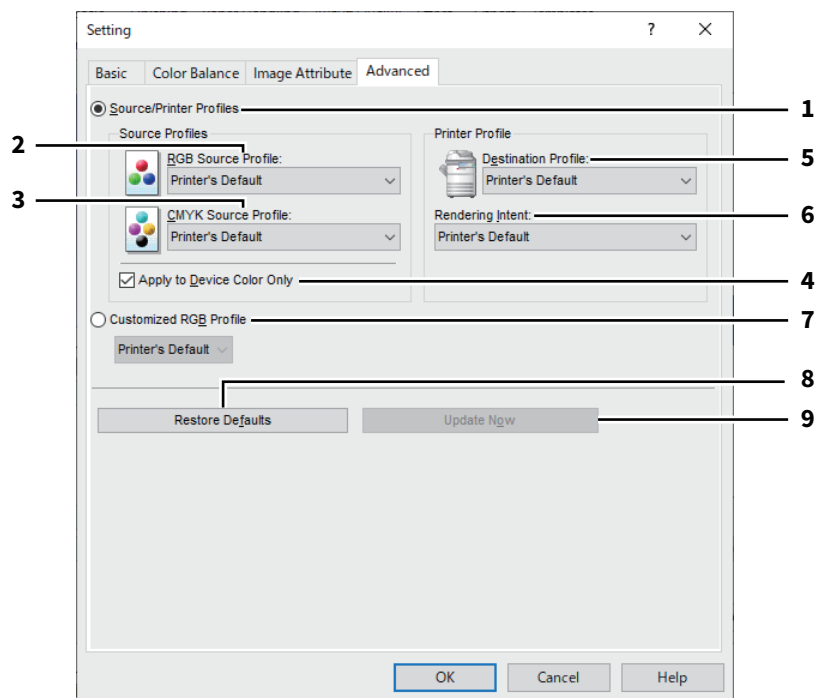 Setting ?
Basic Color Balance Image Attribute Advanced
Source/Printer Profiles 1
Source Profiles Printer Profile
2 RGB Source Profile: Destination Profile: 5
Printer's Default Printer's Default
3 CMYK Source Profile: Rendering Intent: 6
Printer's Default Printer's Default
Apply to Device Color Only 4
Customized RGB Profile 7
Printer's Default
8
Restore Defaults Update Now 9
OK Cancel Help